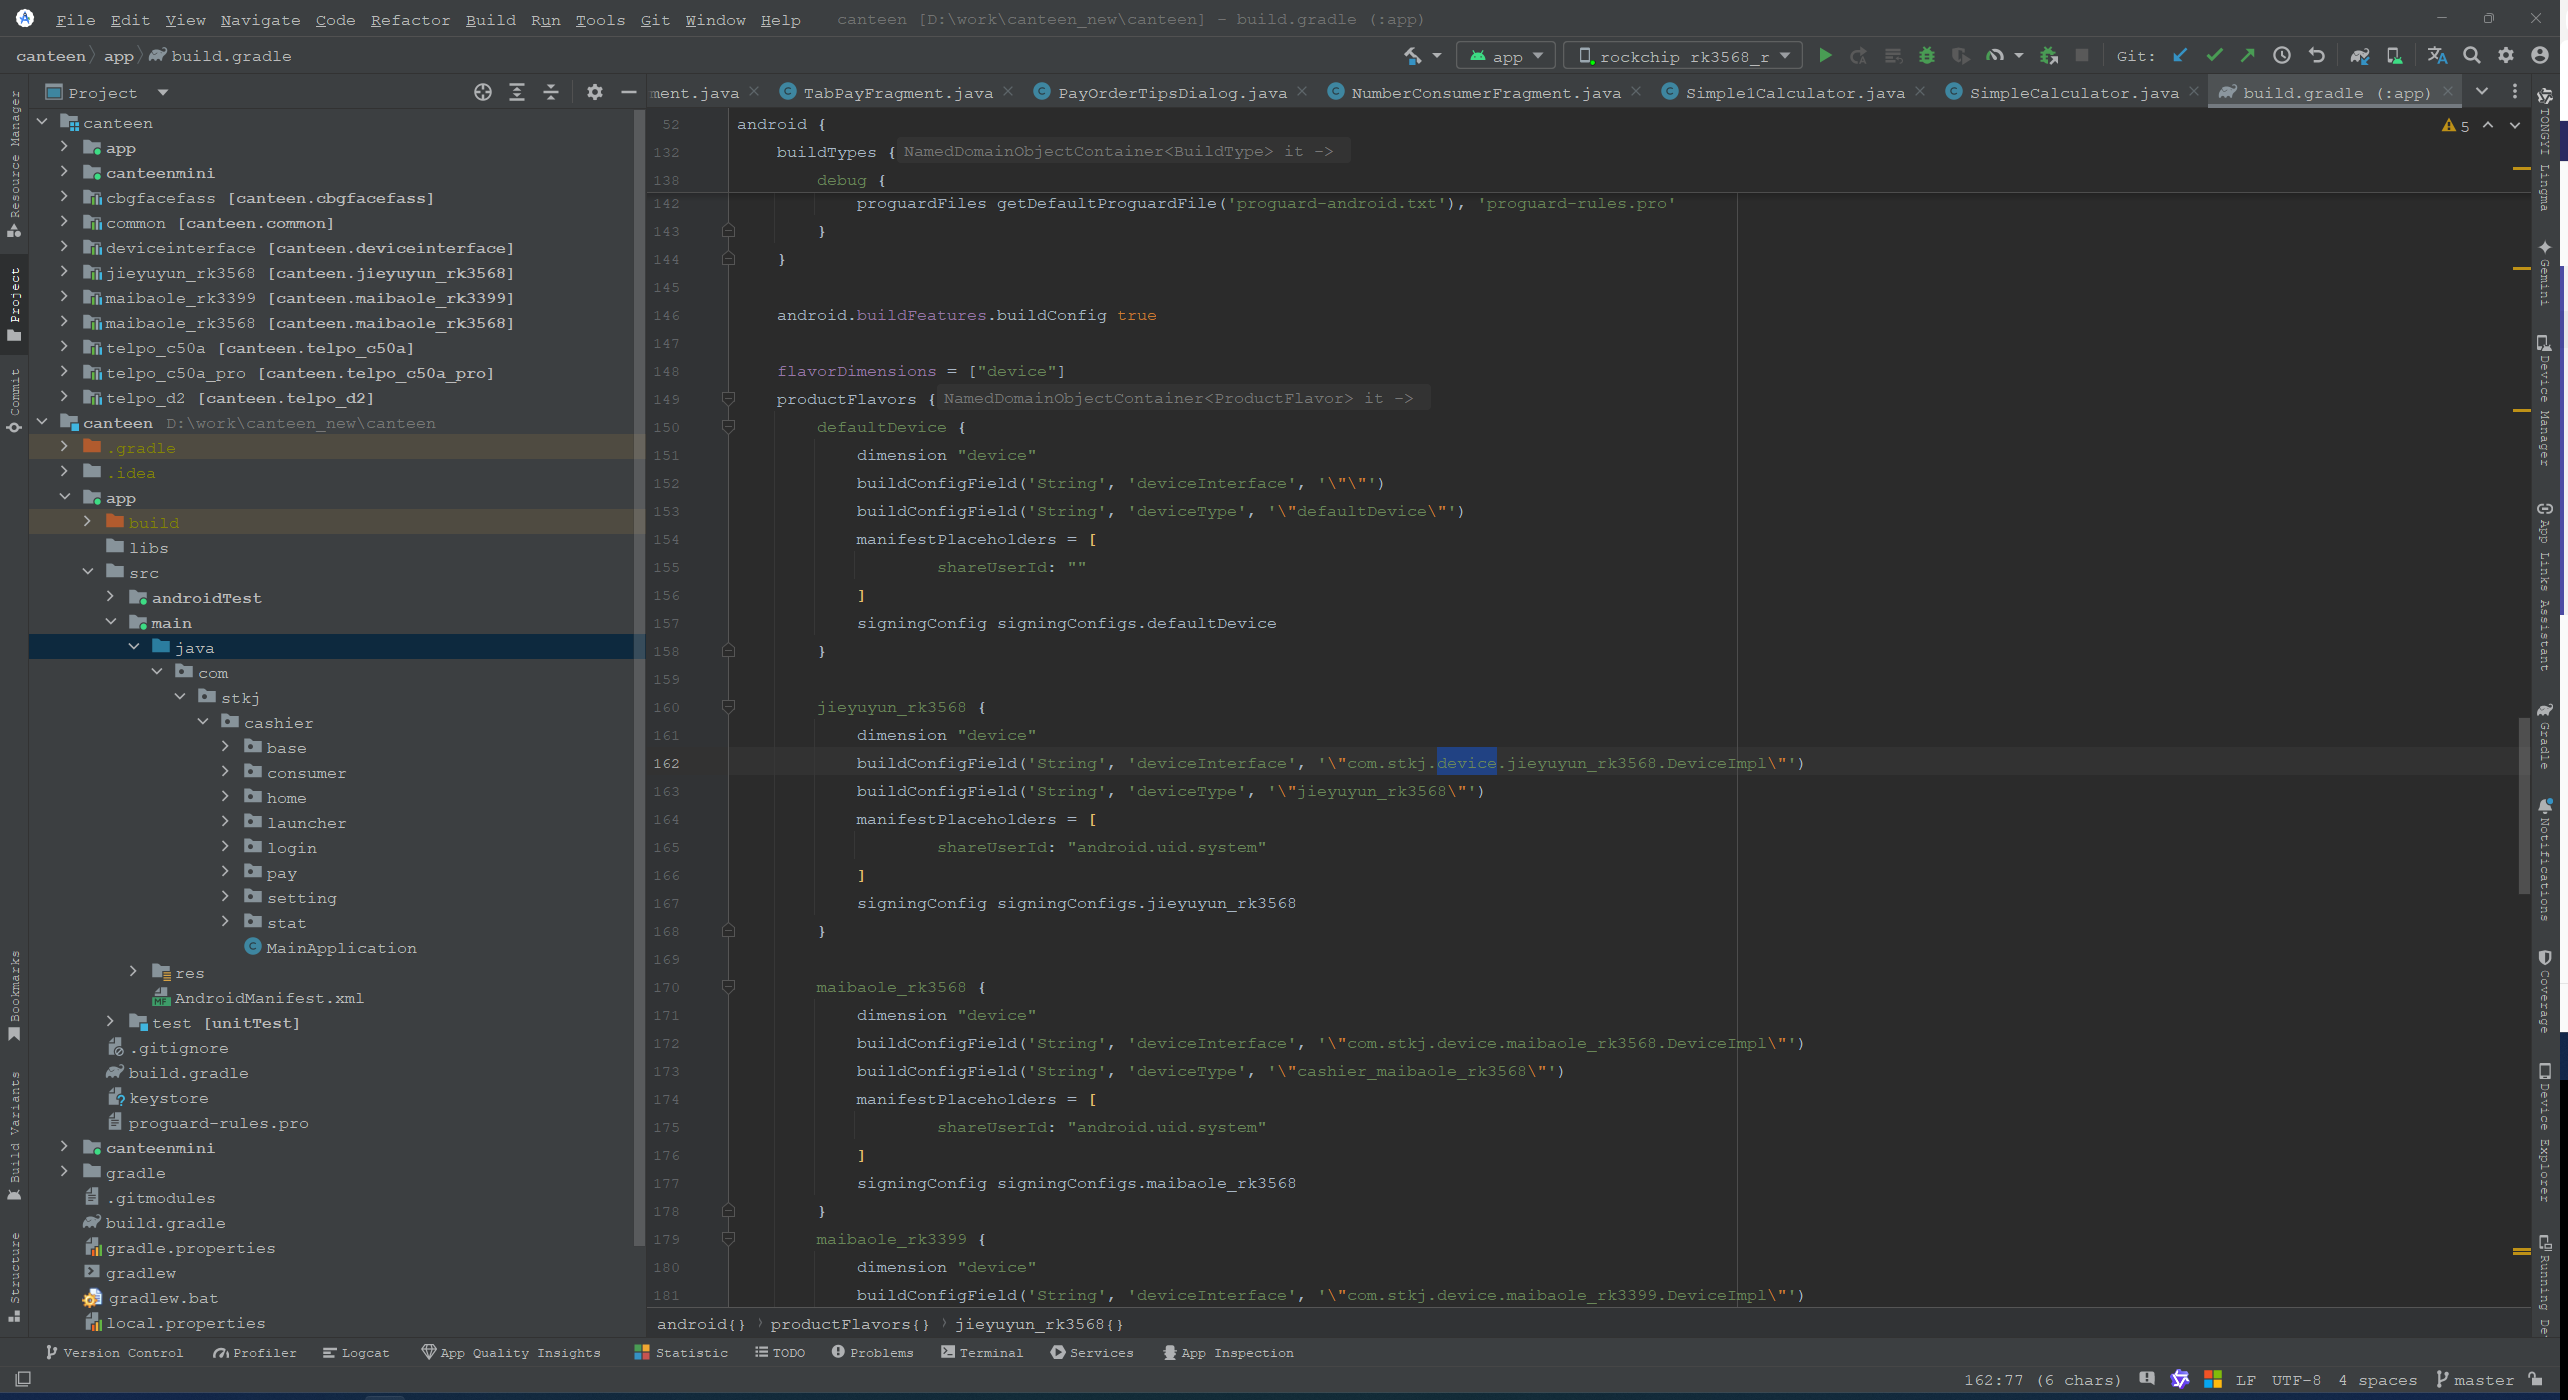 File Edit View Navigate Code Refactor Build Run Tools Git Window Help canteen [D:\work\canteen_new\canteen] - build.gradle (:app)
canteen app build.gradle
app rockchip rk3568_r Git:
Project
ment.java TabPayFragment.java PayOrderTipsDialog.java NumberConsumerFragment.java Simple1Calculator.java SimpleCalculator.java build.gradle (:app)
Resource Manager
Project
Commit
Bookmarks
Build Variants
Structure
canteen
app
canteenmini
cbgfacefass [canteen.cbgfacefass]
common [canteen.common]
deviceinterface [canteen.deviceinterface]
jieyuyun_rk3568 [canteen.jieyuyun_rk3568]
maibaole_rk3399 [canteen.maibaole_rk3399]
maibaole_rk3568 [canteen.maibaole_rk3568]
telpo_c50a [canteen.telpo_c50a]
telpo_c50a_pro [canteen.telpo_c50a_pro]
telpo_d2 [canteen.telpo_d2]
canteen D:\work\canteen_new\canteen
.gradle
.idea
app
build
libs
src
androidTest
main
java
com
stkj
cashier
base
consumer
home
launcher
login
pay
setting
stat
MainApplication
res
AndroidManifest.xml
test [unitTest]
.gitignore
build.gradle
keystore
proguard-rules.pro
canteenmini
gradle
.gitmodules
build.gradle
gradle.properties
gradlew
gradlew.bat
local.properties
52 android {
132 buildTypes { NamedDomainObjectContainer<BuildType> it ->
138 debug {
142 proguardFiles getDefaultProguardFile('proguard-android.txt'), 'proguard-rules.pro'
143 }
144 }
145
146 android.buildFeatures.buildConfig true
147
148 flavorDimensions = ["device"]
149 productFlavors { NamedDomainObjectContainer<ProductFlavor> it ->
150 defaultDevice {
151 dimension "device"
152 buildConfigField('String', 'deviceInterface', '\"\"')
153 buildConfigField('String', 'deviceType', '\"defaultDevice\"')
154 manifestPlaceholders = [
155 shareUserId: ""
156 ]
157 signingConfig signingConfigs.defaultDevice
158 }
159
160 jieyuyun_rk3568 {
161 dimension "device"
162 buildConfigField('String', 'deviceInterface', '\"com.stkj.device.jieyuyun_rk3568.DeviceImpl\"')
163 buildConfigField('String', 'deviceType', '\"jieyuyun_rk3568\"')
164 manifestPlaceholders = [
165 shareUserId: "android.uid.system"
166 ]
167 signingConfig signingConfigs.jieyuyun_rk3568
168 }
169
170 maibaole_rk3568 {
171 dimension "device"
172 buildConfigField('String', 'deviceInterface', '\"com.stkj.device.maibaole_rk3568.DeviceImpl\"')
173 buildConfigField('String', 'deviceType', '\"cashier_maibaole_rk3568\"')
174 manifestPlaceholders = [
175 shareUserId: "android.uid.system"
176 ]
177 signingConfig signingConfigs.maibaole_rk3568
178 }
179 maibaole_rk3399 {
180 dimension "device"
181 buildConfigField('String', 'deviceInterface', '\"com.stkj.device.maibaole_rk3399.DeviceImpl\"')
5
TONGYI Lingma
Gemini
Device Manager
App Links Assistant
Gradle
Notifications
Coverage
Device Explorer
Running De
android{} productFlavors{} jieyuyun_rk3568{}
Version Control Profiler Logcat App Quality Insights Statistic TODO Problems Terminal Services App Inspection
162:77 (6 chars) LF UTF-8 4 spaces master